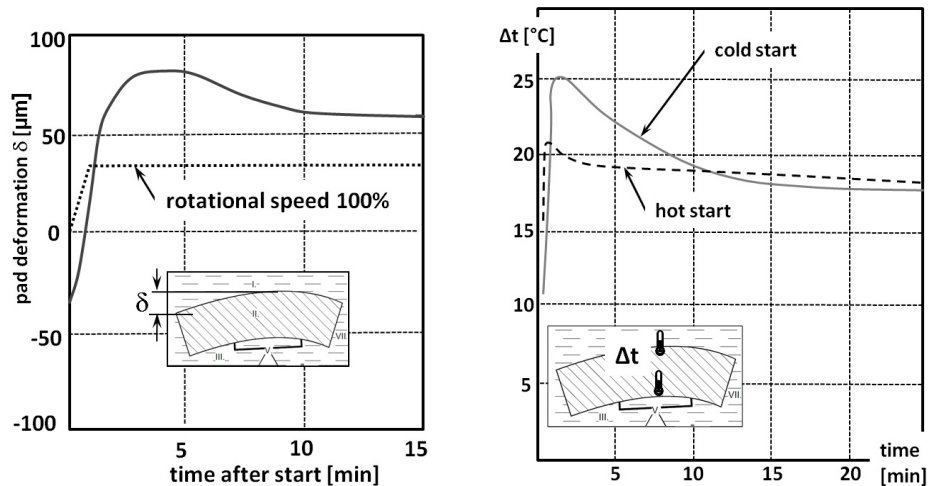 100
50
0
-50
-100
pad deformation δ [μm]
rotational speed 100%
δ
I.
II.
III.
V
VII.
5
10
15
time after start [min]
Δt [°C]
25
20
15
10
5
cold start
hot start
Δt
III.
V
VII.
5
10
15
20
time
[min]